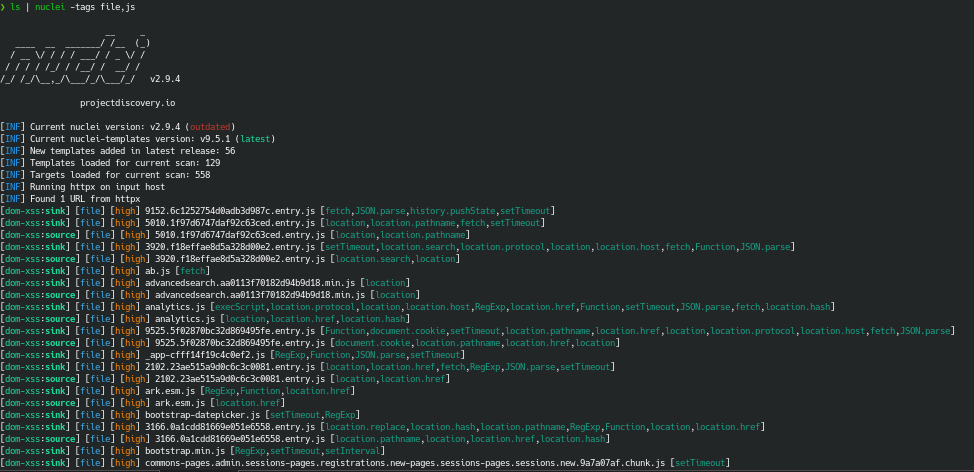 ❯ ls | nuclei -tags file,js
                     __     _
   ____  __  _______/ /__  (_)
  / __ \/ / / / ___/ / _ \/ /
 / / / / /_/ / /__/ /  __/ /
/_/ /_/\__,_/\___/_/\___/_/   v2.9.4
projectdiscovery.io
[INF] Current nuclei version: v2.9.4 (outdated)
[INF] Current nuclei-templates version: v9.5.1 (latest)
[INF] New templates added in latest release: 56
[INF] Templates loaded for current scan: 129
[INF] Targets loaded for current scan: 558
[INF] Running httpx on input host
[INF] Found 1 URL from httpx
[dom-xss:sink] [file] [high] 9152.6c1252754d0adb3d987c.entry.js [fetch,JSON.parse,history.pushState,setTimeout]
[dom-xss:sink] [file] [high] 5010.1f97d6747daf92c63ced.entry.js [location,location.pathname,fetch,setTimeout]
[dom-xss:source] [file] [high] 5010.1f97d6747daf92c63ced.entry.js [location,location.pathname]
[dom-xss:sink] [file] [high] 3920.f18effae8d5a328d00e2.entry.js [setTimeout,location.search,location.protocol,location,location.host,fetch,Function,JSON.parse]
[dom-xss:source] [file] [high] 3920.f18effae8d5a328d00e2.entry.js [location.search,location]
[dom-xss:sink] [file] [high] ab.js [fetch]
[dom-xss:sink] [file] [high] advancedsearch.aa0113f70182d94b9d18.min.js [location]
[dom-xss:source] [file] [high] advancedsearch.aa0113f70182d94b9d18.min.js [location]
[dom-xss:sink] [file] [high] analytics.js [execScript,location.protocol,location,location.host,RegExp,location.href,Function,setTimeout,JSON.parse,fetch,location.hash]
[dom-xss:source] [file] [high] analytics.js [location,location.href,location.hash]
[dom-xss:sink] [file] [high] 9525.5f02870bc32d869495fe.entry.js [Function,document.cookie,setTimeout,location.pathname,location.href,location,location.protocol,location.host,fetch,JSON.parse]
[dom-xss:source] [file] [high] 9525.5f02870bc32d869495fe.entry.js [document.cookie,location.pathname,location.href,location]
[dom-xss:sink] [file] [high] _app-cfff14f19c4c0ef2.js [RegExp,Function,JSON.parse,setTimeout]
[dom-xss:sink] [file] [high] 2102.23ae515a9d0c6c3c0081.entry.js [location,location.href,fetch,RegExp,JSON.parse,setTimeout]
[dom-xss:source] [file] [high] 2102.23ae515a9d0c6c3c0081.entry.js [location,location.href]
[dom-xss:sink] [file] [high] ark.esm.js [RegExp,Function,location.href]
[dom-xss:source] [file] [high] ark.esm.js [location.href]
[dom-xss:sink] [file] [high] bootstrap-datepicker.js [setTimeout,RegExp]
[dom-xss:sink] [file] [high] 3166.0a1cdd81669e051e6558.entry.js [location.replace,location.hash,location.pathname,RegExp,Function,location,location.href]
[dom-xss:source] [file] [high] 3166.0a1cdd81669e051e6558.entry.js [location.pathname,location,location.href,location.hash]
[dom-xss:sink] [file] [high] bootstrap.min.js [RegExp,setTimeout,setInterval]
[dom-xss:sink] [file] [high] commons-pages.admin.sessions-pages.registrations.new-pages.sessions-pages.sessions.new.9a7a07af.chunk.js [setTimeout]